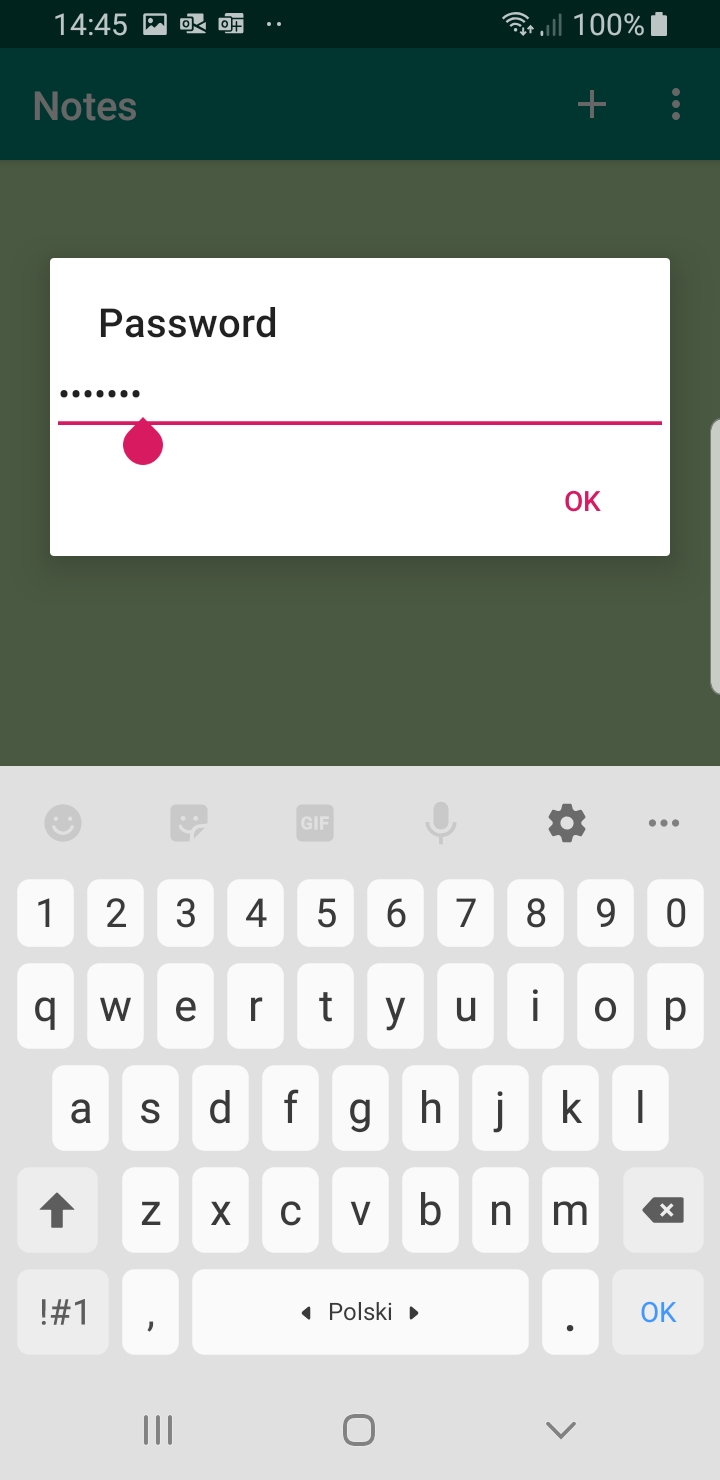 14:45 100%
Notes
Password
•••••••
OK
GIF
1 2 3 4 5 6 7 8 9 0
q w e r t y u i o p
a s d f g h j k l
z x c v b n m
!#1 , Polski . OK